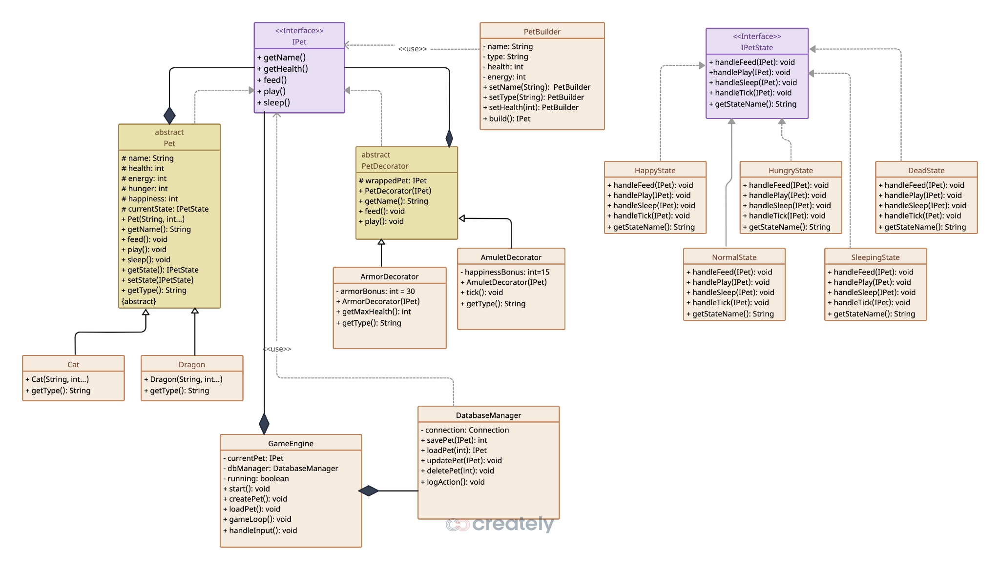 <<Interface>>
IPet
+ getName()
+ getHealth()
+ feed()
+ play()
+ sleep()
<<use>>
PetBuilder
- name: String
- type: String
- health: int
- energy: int
+ setName(String):  PetBuilder
+ setType(String): PetBuilder
+ setHealth(int): PetBuilder
+ build(): IPet
<<Interface>>
IPetState
+ handleFeed(IPet): void
+handlePlay(IPet): void
+ handleSleep(IPet): void
+ handleTick(IPet): void
+ getStateName(): String
abstract
Pet
# name: String
# health: int
# energy: int
# hunger: int
# happiness: int
# currentState: IPetState
+ Pet(String, int...)
+ getName(): String
+ feed(): void
+ play(): void
+ sleep(): void
+ getState(): IPetState
+ setState(IPetState)
+ getType(): String
{abstract}
abstract
PetDecorator
# wrappedPet: IPet
+ PetDecorator(IPet)
+ getName(): String
+ feed(): void
+ play(): void
HappyState
+ handleFeed(IPet): void
+ handlePlay(IPet): void
+ handleSleep(IPet): void
+ handleTick(IPet): void
+ getStateName(): String
HungryState
+ handleFeed(IPet): void
+ handlePlay(IPet): void
+ handleSleep(IPet): void
+ handleTick(IPet): void
+ getStateName(): String
DeadState
+ handleFeed(IPet): void
+ handlePlay(IPet): void
+ handleSleep(IPet): void
+ handleTick(IPet): void
+ getStateName(): String
ArmorDecorator
- armorBonus: int = 30
+ ArmorDecorator(IPet)
+ getMaxHealth(): int
+ getType(): String
AmuletDecorator
- happinessBonus: int=15
+ AmuletDecorator(IPet)
+ tick(): void
+ getType(): String
NormalState
+ handleFeed(IPet): void
+ handlePlay(IPet): void
+ handleSleep(IPet): void
+ handleTick(IPet): void
+ getStateName(): String
SleepingState
+ handleFeed(IPet): void
+ handlePlay(IPet): void
+ handleSleep(IPet): void
+ handleTick(IPet): void
+ getStateName(): String
<<use>>
Cat
+ Cat(String, int...)
+ getType(): String
Dragon
+ Dragon(String, int...)
+ getType(): String
GameEngine
- currentPet: IPet
- dbManager: DatabaseManager
- running: boolean
+ start(): void
+ createPet(): void
+ loadPet(): void
+ gameLoop(): void
+ handleInput(): void
DatabaseManager
- connection: Connection
+ savePet(IPet): int
+ loadPet(int): IPet
+ updatePet(IPet): void
+ deletePet(int): void
+ logAction(): void
creately